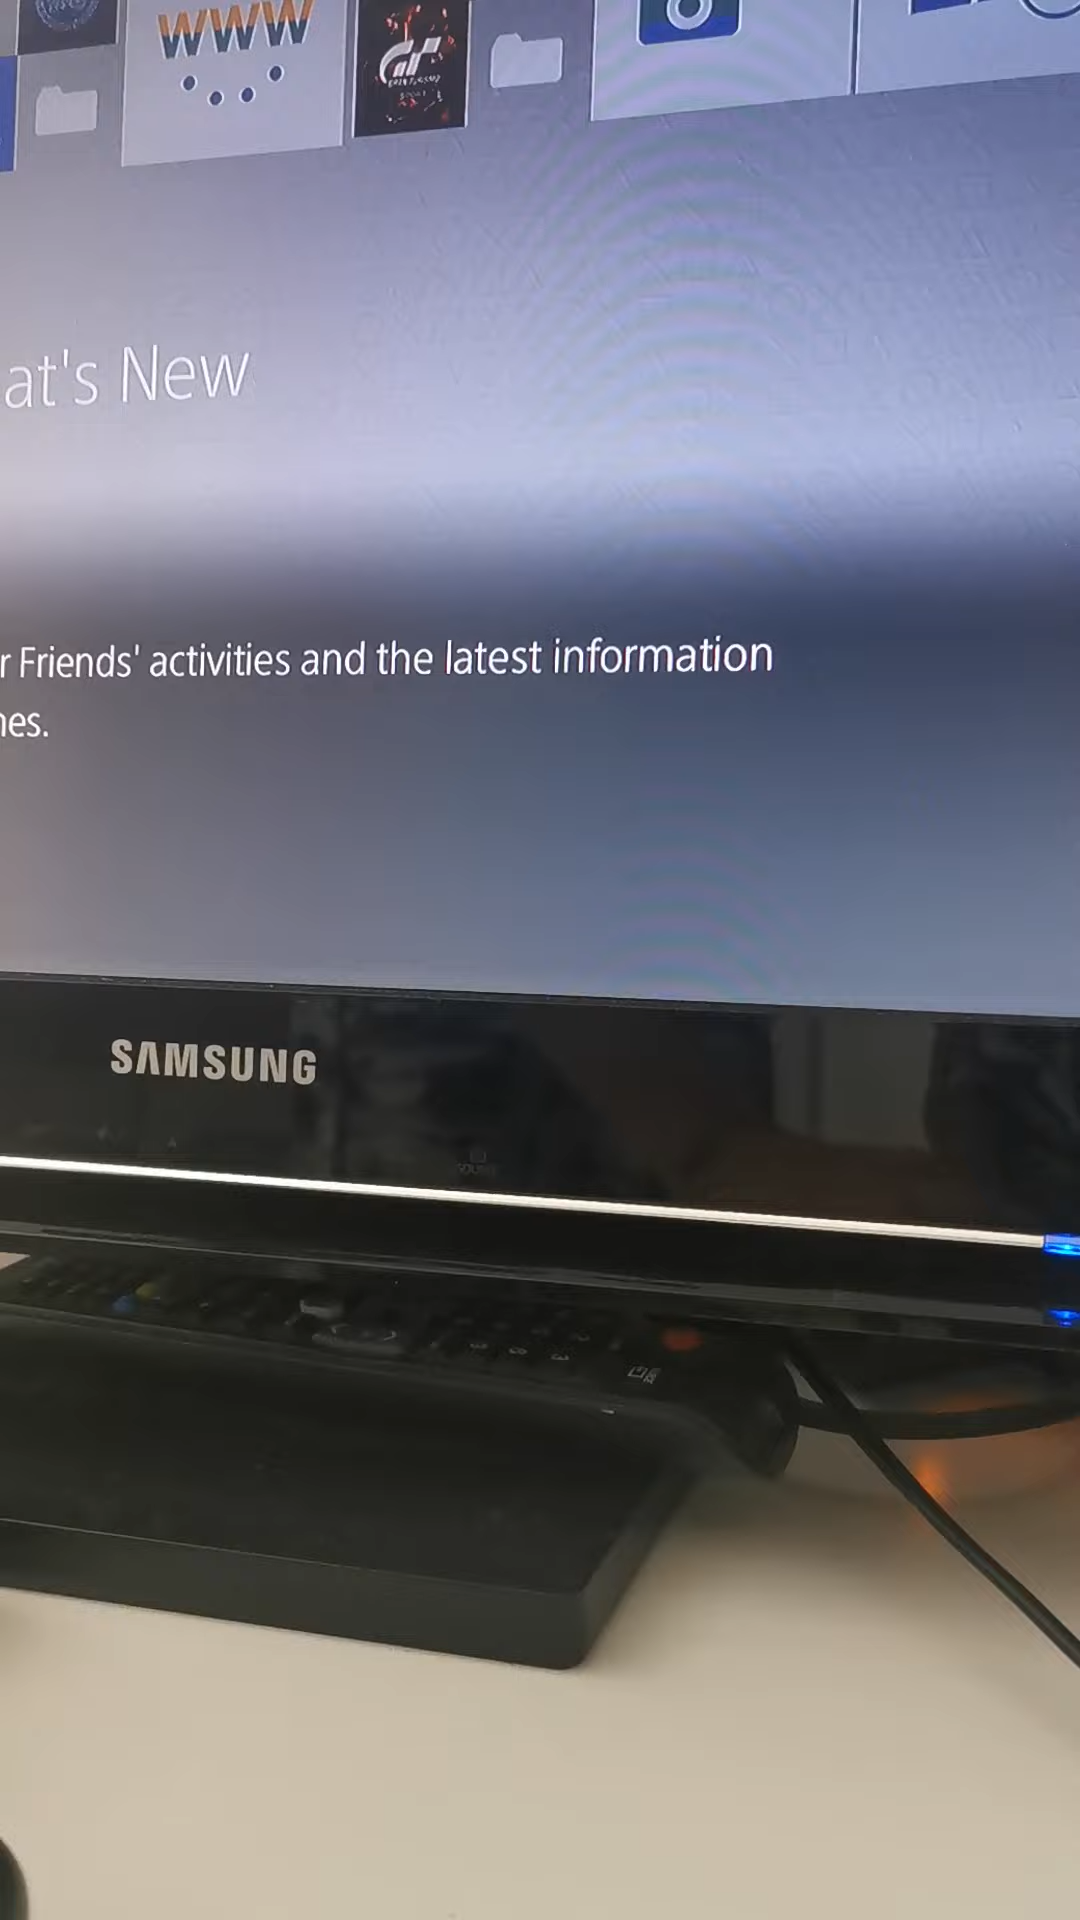 WWW
at's New
r Friends' activities and the latest information
nes.
SAMSUNG